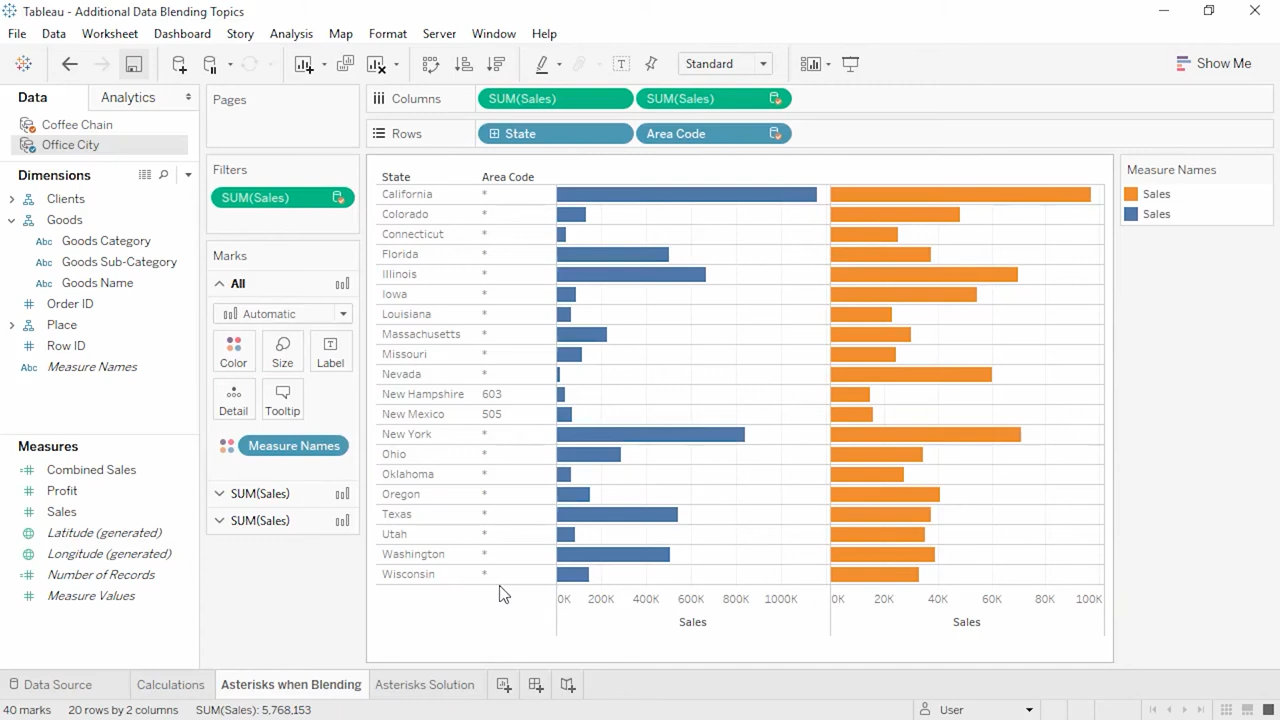 Tableau - Additional Data Blending Topics
File Data Worksheet Dashboard Story Analysis Map Format Server Window Help
Standard
Show Me
Data Analytics
Coffee Chain
Office City
Dimensions
Clients
Goods
Abc Goods Category
Abc Goods Sub-Category
Abc Goods Name
Order ID
Place
Row ID
Abc Measure Names
Measures
Combined Sales
Profit
Sales
Latitude (generated)
Longitude (generated)
Number of Records
Measure Values
Pages
Filters
SUM(Sales)
Marks
All
Automatic
Color Size Label
Detail Tooltip
Measure Names
SUM(Sales)
SUM(Sales)
Columns SUM(Sales) SUM(Sales)
Rows State Area Code
State Area Code
California *
Colorado *
Connecticut *
Florida *
Illinois *
Iowa *
Louisiana *
Massachusetts *
Missouri *
Nevada *
New Hampshire 603
New Mexico 505
New York *
Ohio *
Oklahoma *
Oregon *
Texas *
Utah *
Washington *
Wisconsin *
0K 200K 400K 600K 800K 1000K 0K 20K 40K 60K 80K 100K
Sales Sales
Measure Names
Sales
Sales
Data Source Calculations Asterisks when Blending Asterisks Solution
40 marks 20 rows by 2 columns SUM(Sales): 5,768,153 User